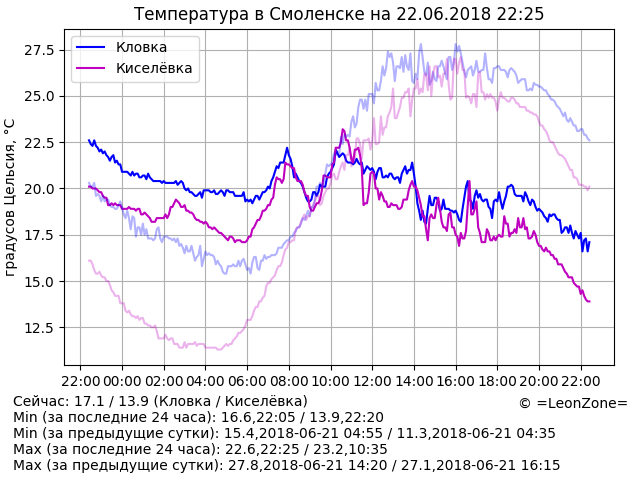 Температура в Смоленске на 22.06.2018 22:25
Кловка
Киселёвка
градусов Цельсия, °C
27.5
25.0
22.5
20.0
17.5
15.0
12.5
22:00 00:00 02:00 04:00 06:00 08:00 10:00 12:00 14:00 16:00 18:00 20:00 22:00
Сейчас: 17.1 / 13.9 (Кловка / Киселёвка)
© =LeonZone=
Min (за последние 24 часа): 16.6,22:05 / 13.9,22:20
Min (за предыдущие сутки): 15.4,2018-06-21 04:55 / 11.3,2018-06-21 04:35
Max (за последние 24 часа): 22.6,22:25 / 23.2,10:35
Max (за предыдущие сутки): 27.8,2018-06-21 14:20 / 27.1,2018-06-21 16:15